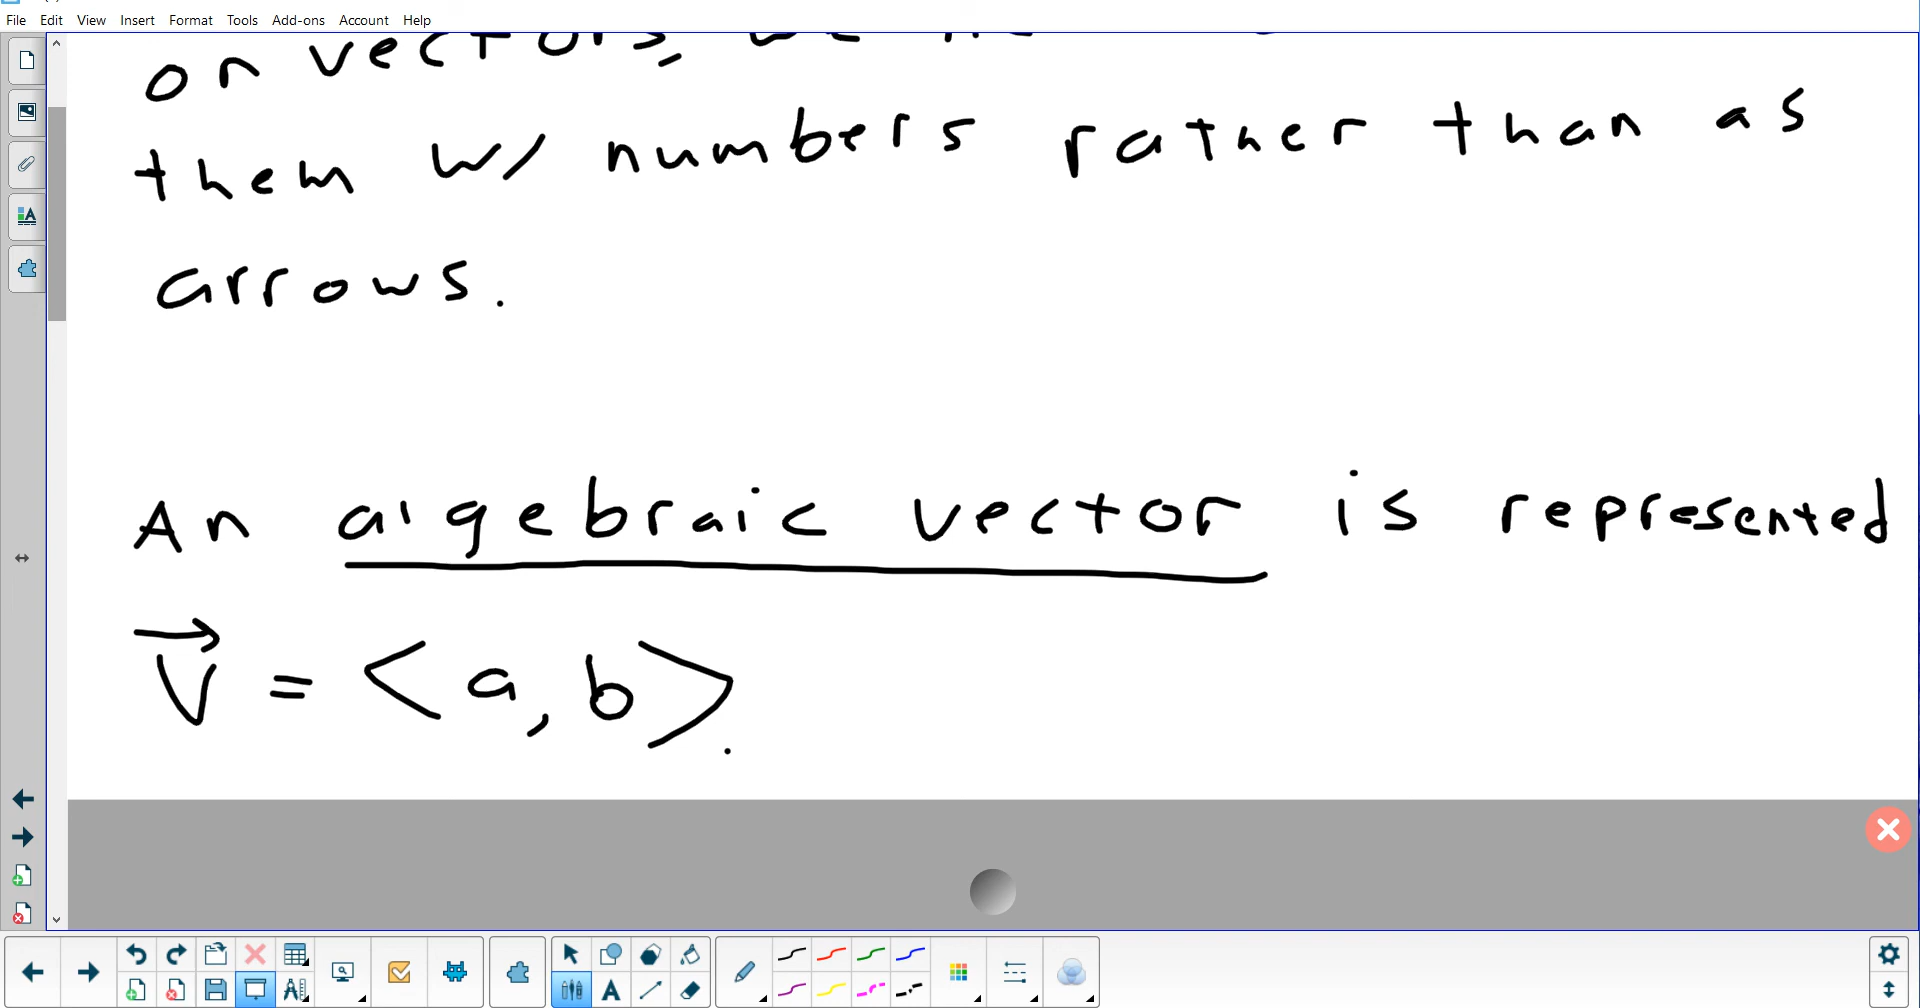 File Edit View Insert Format Tools Add-ons Account Help
on vectors,
them w/ numbers rather than as
arrows.
An algebraic vector is represented
V = <a, b>.